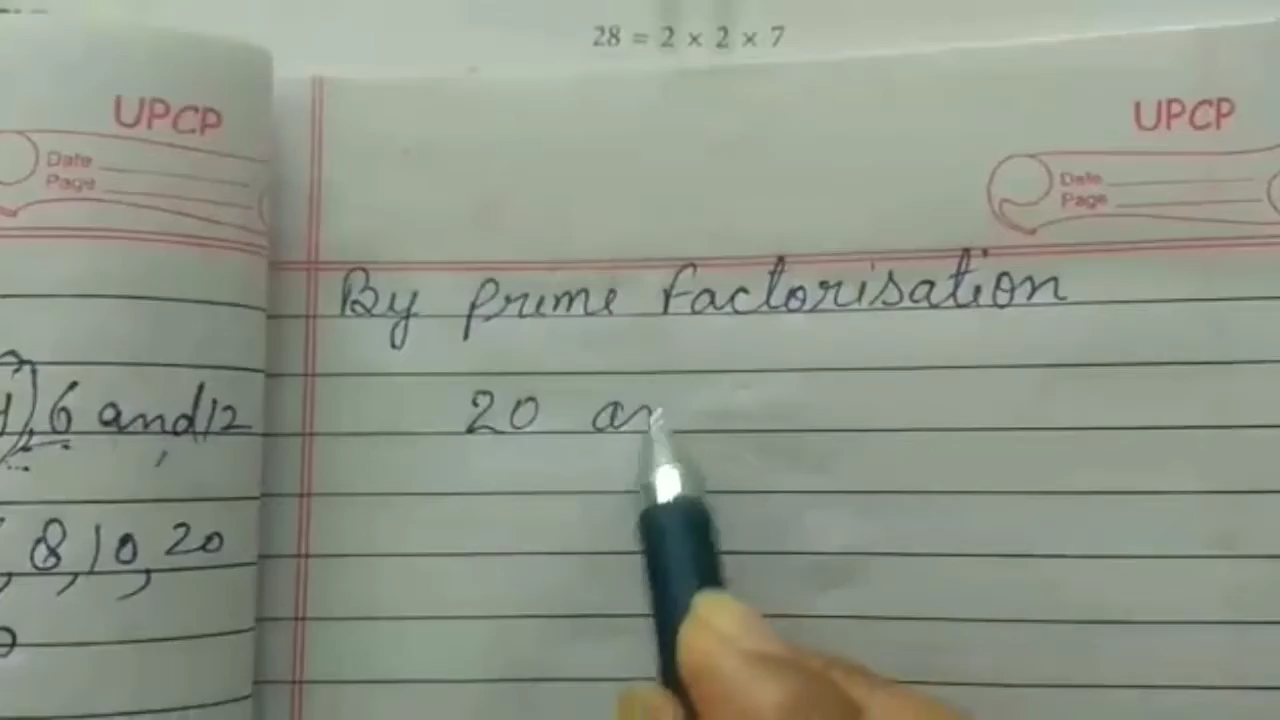 28 = 2 × 2 × 7
UPCP
Date
Page
6 and 12
8, 10, 20
UPCP
Date
Page
By prime factorisation
20 an